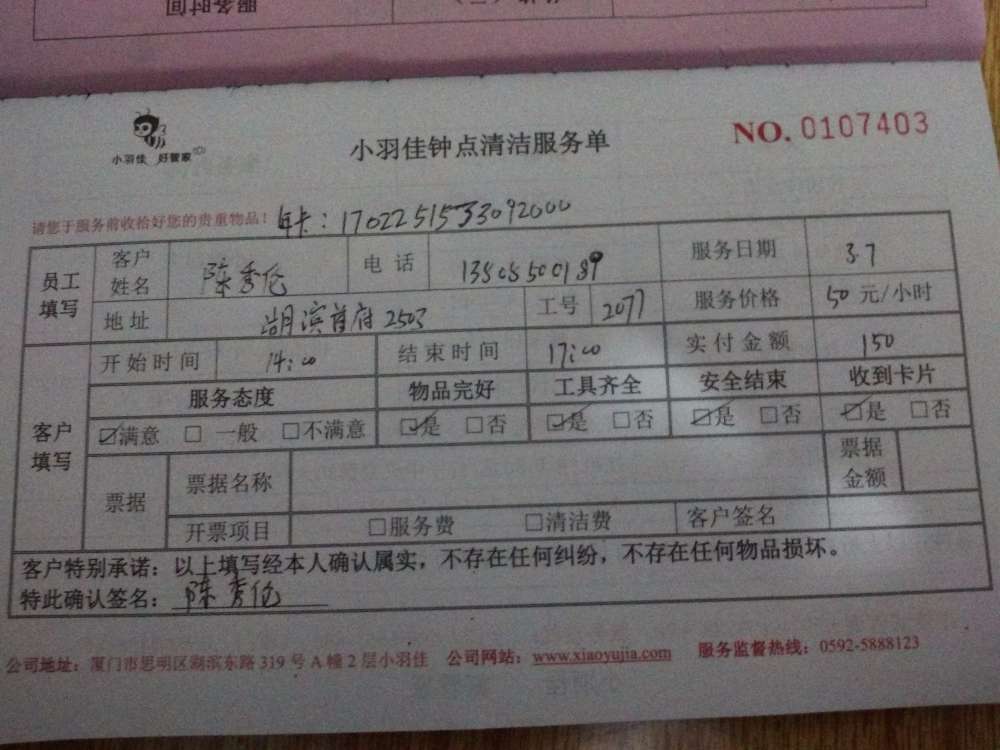 服务时间
小羽佳 好管家
小羽佳钟点清洁服务单
NO. 0107403
请您于服务前收拾好您的贵重物品！ 年卡：1702251533092000
员工填写 客户姓名 陈秀伦 电话 13505500189 服务日期 3.7
地址 湖滨首府2503 工号 2077 服务价格 50 元/小时
客户填写 开始时间 14:00 结束时间 17:00 实付金额 150
服务态度 物品完好 工具齐全 安全结束 收到卡片
☑满意 □ 一般 □不满意 ☑是 □否 ☑是 □否 ☑是 □否 ☑是 □否
票据 票据名称 票据金额
开票项目 □服务费 □清洁费 客户签名
客户特别承诺：以上填写经本人确认属实，不存在任何纠纷，不存在任何物品损坏。
特此确认签名：陈秀伦
公司地址：厦门市思明区湖滨东路 319 号 A 幢 2 层小羽佳 公司网站：www.xiaoyujia.com 服务监督热线：0592-5888123